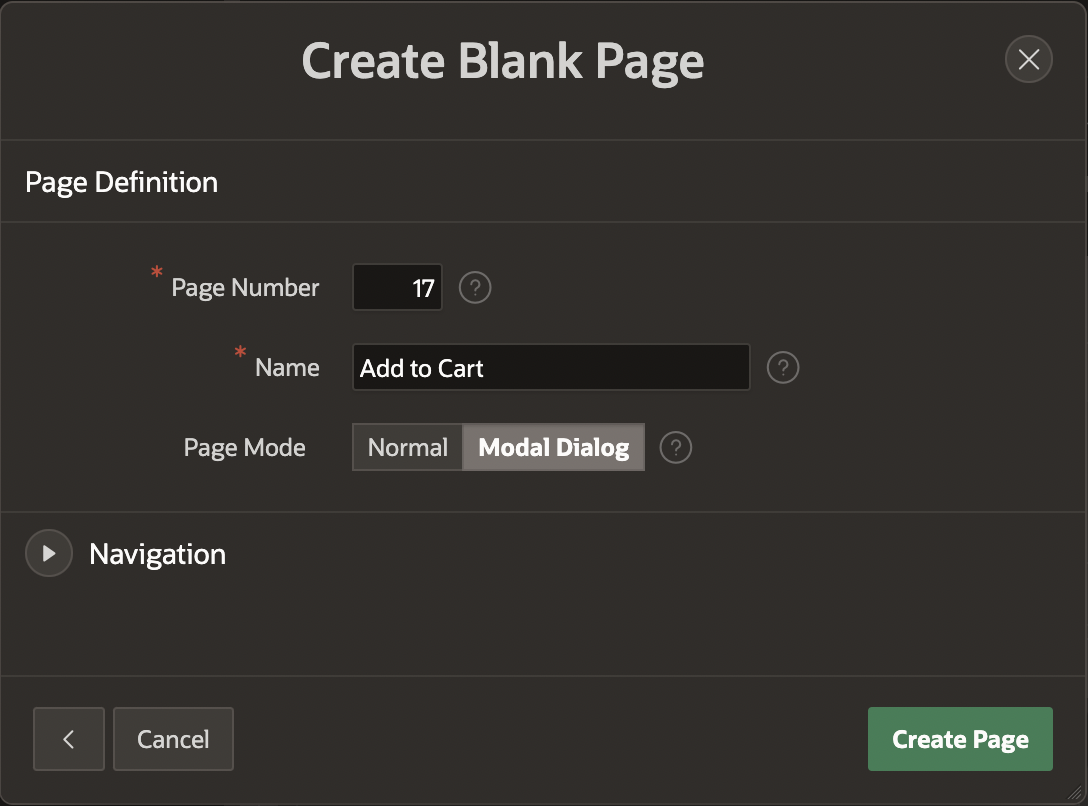 Create Blank Page
Page Definition
* Page Number 17 ?
* Name Add to Cart ?
Page Mode Normal Modal Dialog ?
Navigation
Cancel Create Page